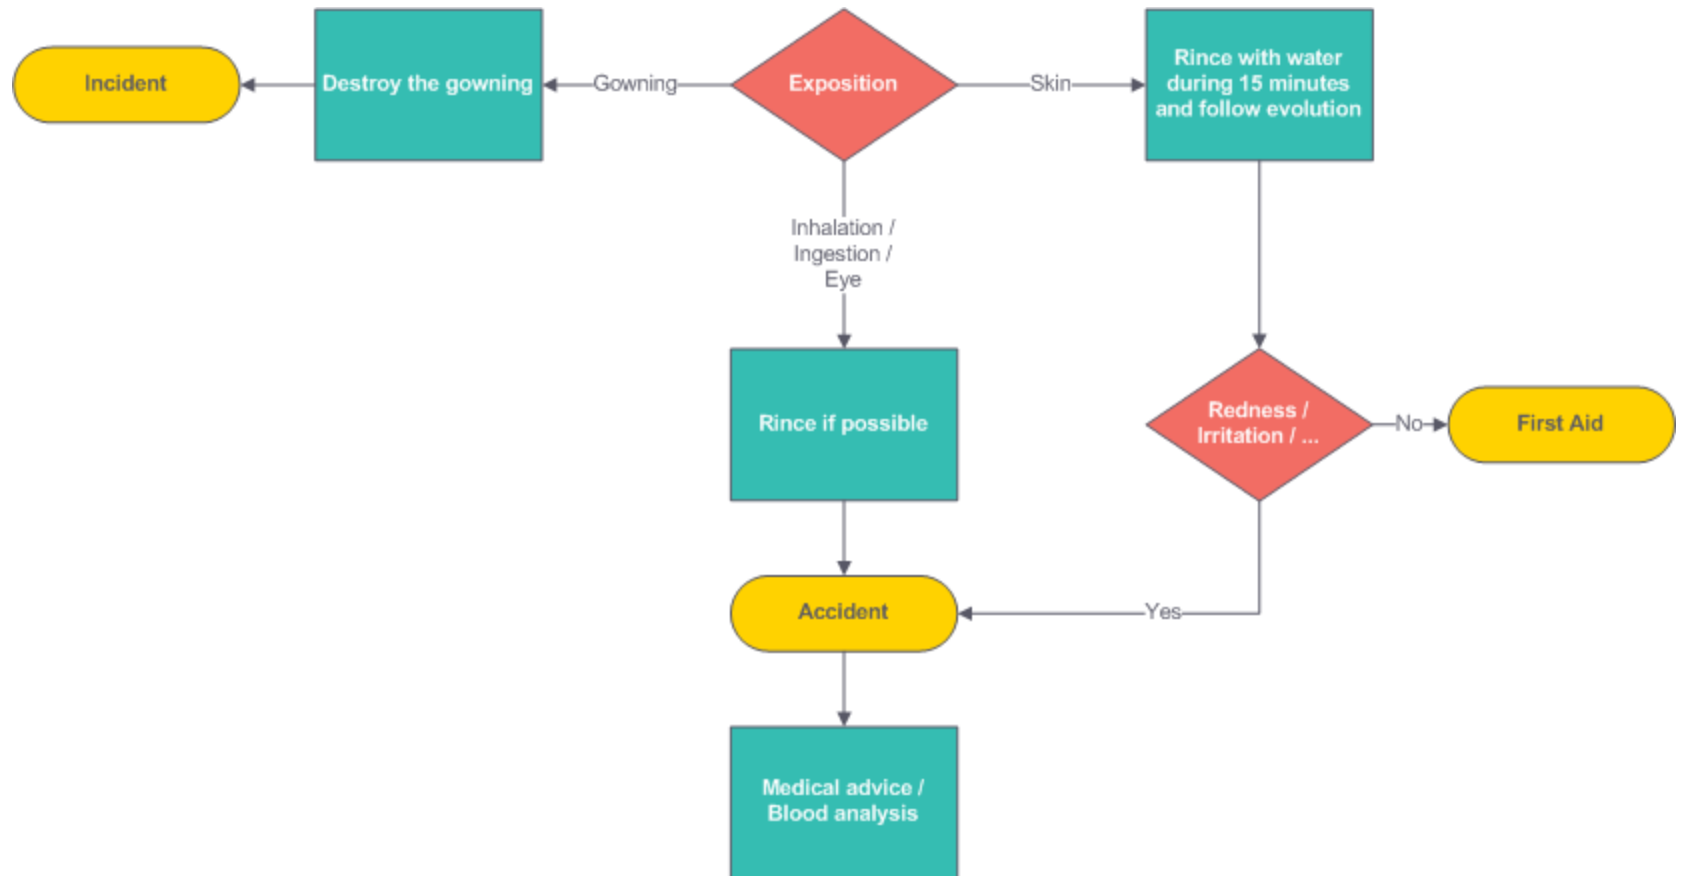 Incident
Destroy the gowning
Gowning
Exposition
Skin
Rince with water
during 15 minutes
and follow evolution
Inhalation /
Ingestion /
Eye
Rince if possible
Redness /
Irritation / ...
No
First Aid
Accident
Yes
Medical advice /
Blood analysis